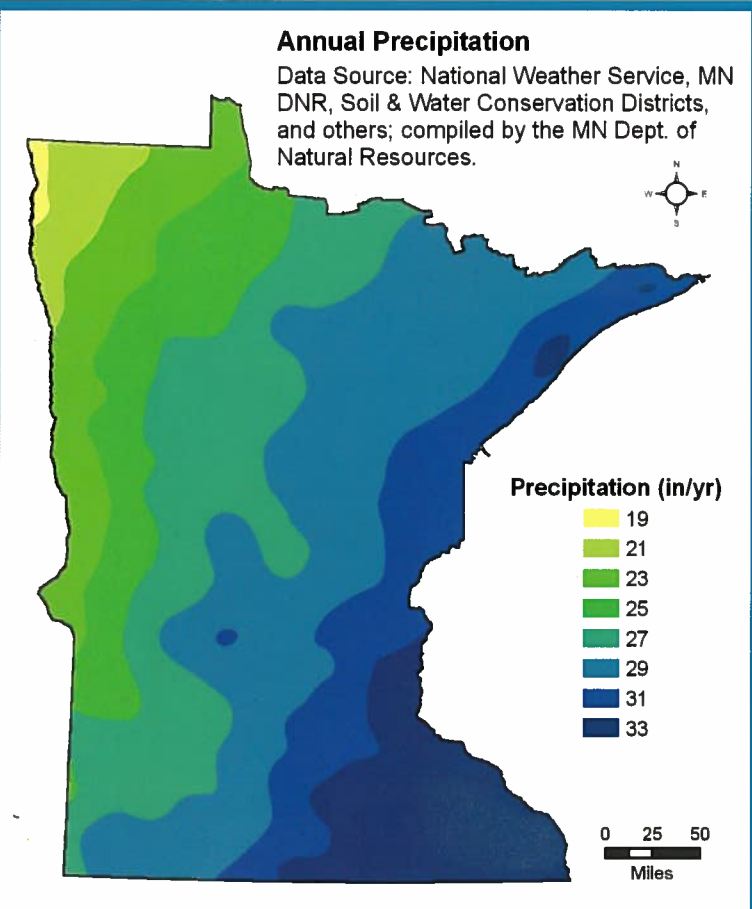 Annual Precipitation
Data Source: National Weather Service, MN
DNR, Soil & Water Conservation Districts,
and others; compiled by the MN Dept. of
Natural Resources.
N
W E
S
Precipitation (in/yr)
19
21
23
25
27
29
31
33
0 25 50
Miles